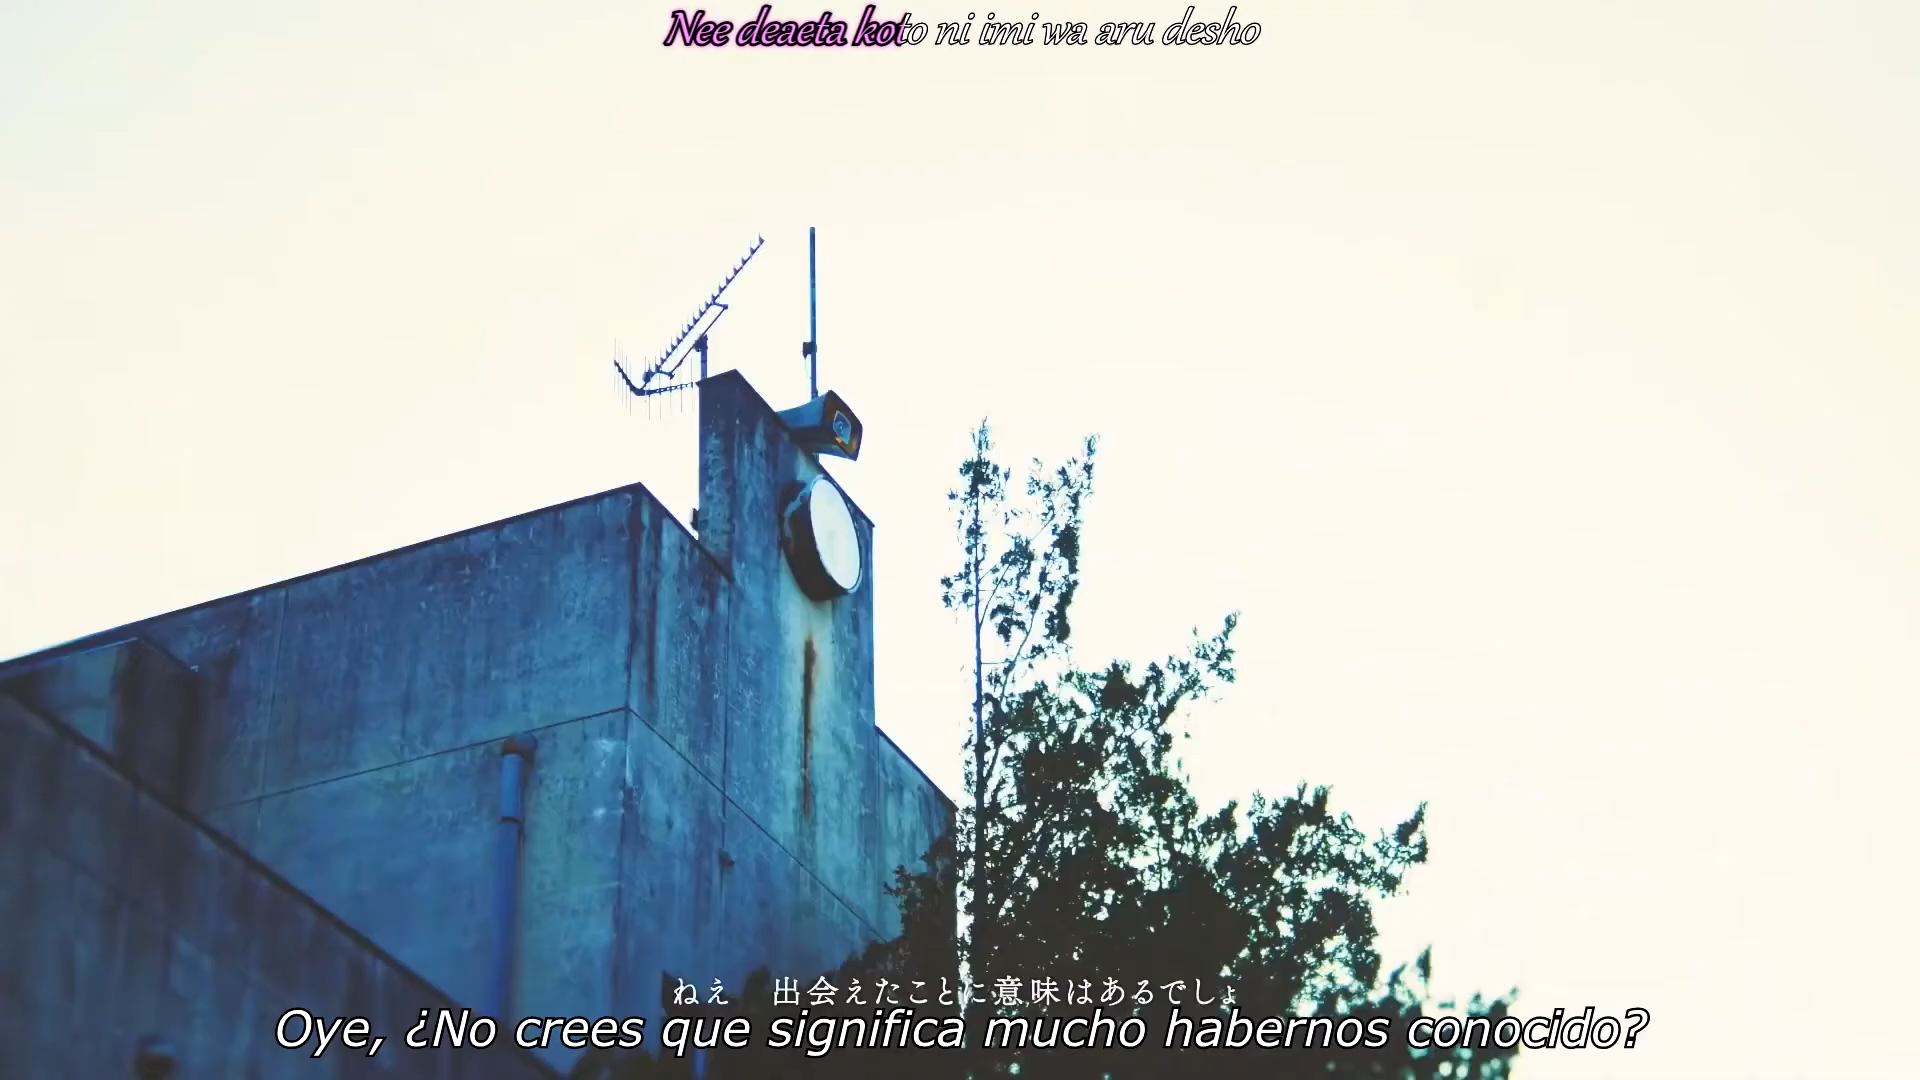 Nee deaeta koto ni imi wa aru desho
ねえ　出会えたことに意味はあるでしょ
Oye, ¿No crees que significa mucho habernos conocido?